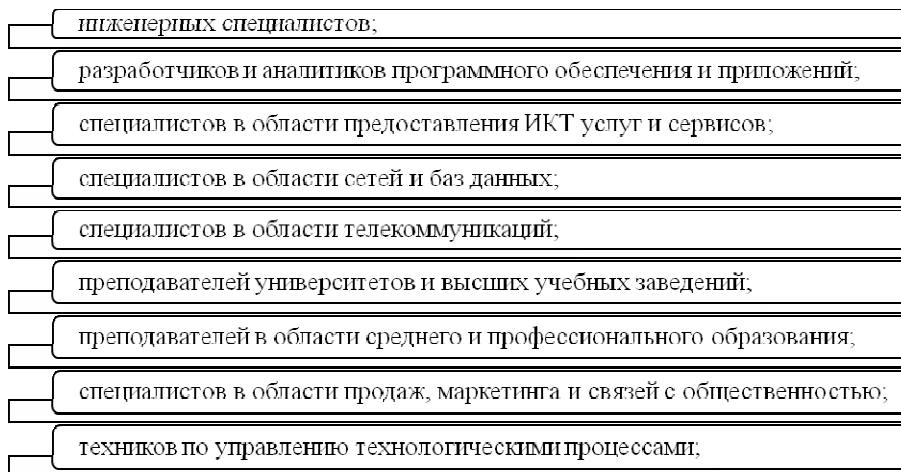 инженерных специалистов;
разработчиков и аналитиков программного обеспечения и приложений;
специалистов в области предоставления ИКТ услуг и сервисов;
специалистов в области сетей и баз данных;
специалистов в области телекоммуникаций;
преподавателей университетов и высших учебных заведений;
преподавателей в области среднего и профессионального образования;
специалистов в области продаж, маркетинга и связей с общественностью;
техников по управлению технологическими процессами;